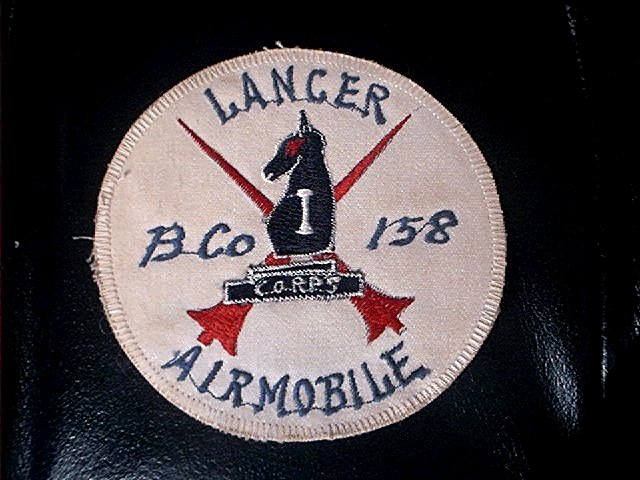 LANCER
I
B Co 158
CORPS
AIRMOBILE